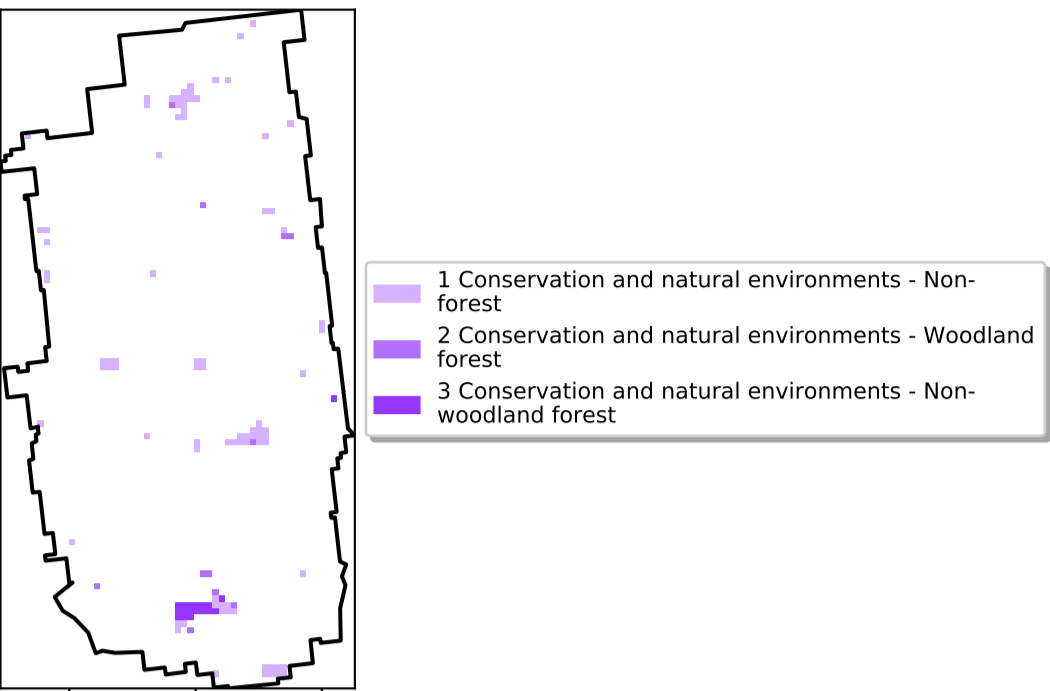 1 Conservation and natural environments - Non-
forest
2 Conservation and natural environments - Woodland
forest
3 Conservation and natural environments - Non-
woodland forest